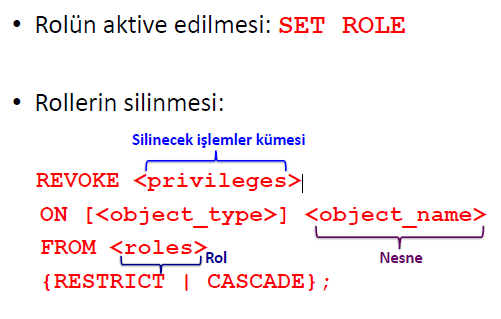 • Rolün aktive edilmesi: SET ROLE
• Rollerin silinmesi:
Silinecek işlemler kümesi
REVOKE <privileges>
ON [<object_type>] <object_name>
FROM <roles>
Rol
Nesne
{RESTRICT | CASCADE};